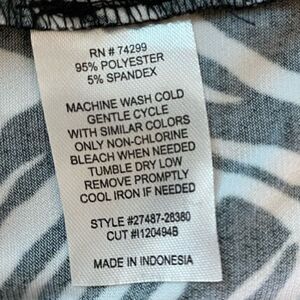 RN # 74299
95% POLYESTER
5% SPANDEX
MACHINE WASH COLD
GENTLE CYCLE
WITH SIMILAR COLORS
ONLY NON-CHLORINE
BLEACH WHEN NEEDED
TUMBLE DRY LOW
REMOVE PROMPTLY
COOL IRON IF NEEDED
STYLE #27487-28380
CUT #I120494B
MADE IN INDONESIA